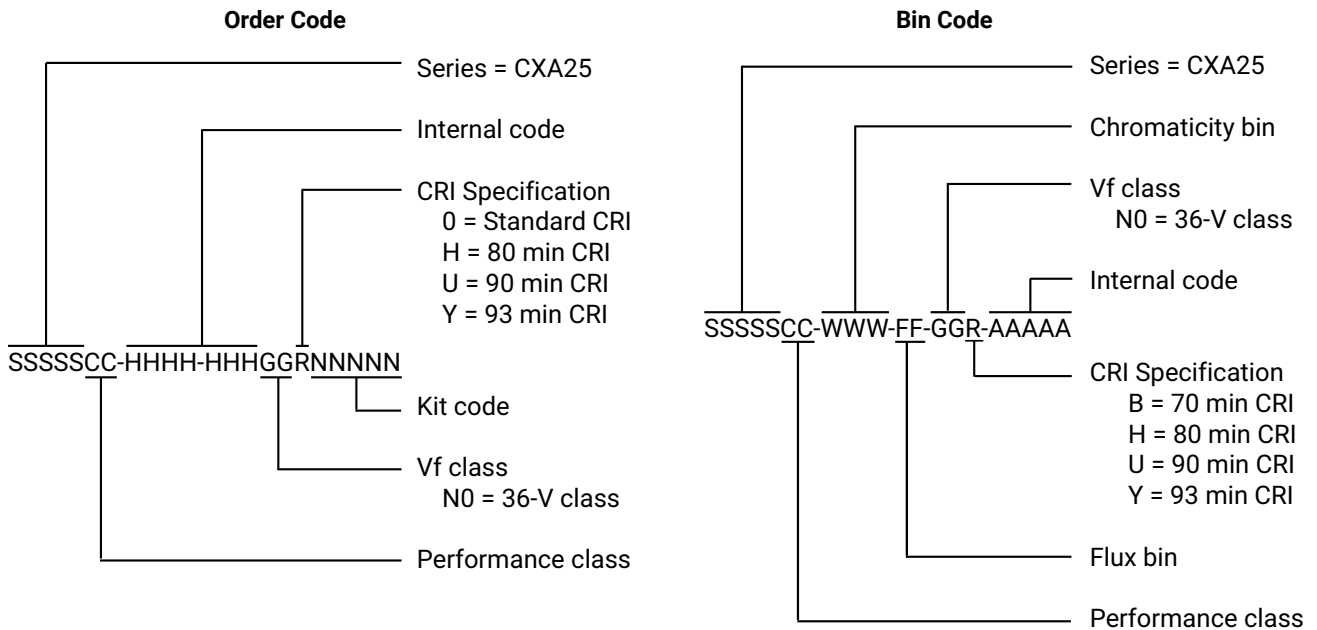 Order Code
Series = CXA25
Internal code
CRI Specification
0 = Standard CRI
H = 80 min CRI
U = 90 min CRI
Y = 93 min CRI
SSSSSCC-HHHH-HHHGGRNNNNN
Kit code
Vf class
N0 = 36-V class
Performance class
Bin Code
Series = CXA25
Chromaticity bin
Vf class
N0 = 36-V class
Internal code
SSSSSCC-WWW-FF-GGR-AAAAA
CRI Specification
B = 70 min CRI
H = 80 min CRI
U = 90 min CRI
Y = 93 min CRI
Flux bin
Performance class